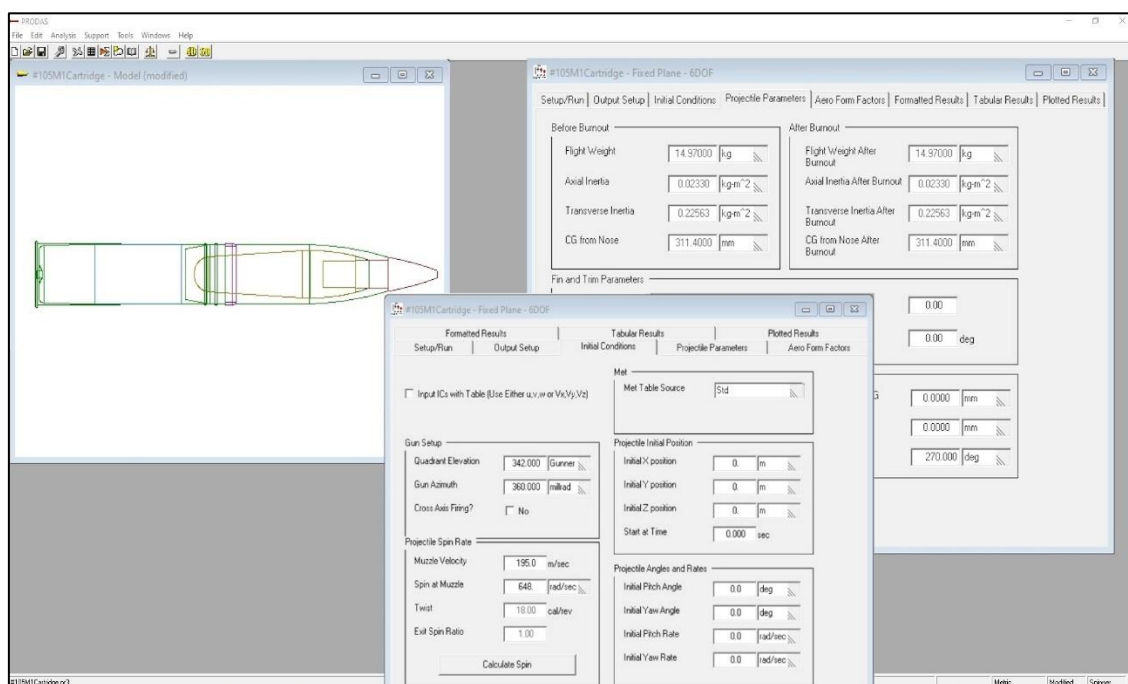 PRODAS
File Edit Analysis Support Tools Windows Help
#105M1Cartridge - Model (modified)
#105M1Cartridge - Fixed Plane - 6DOF
Setup/Run Output Setup Initial Conditions Projectile Parameters Aero Form Factors Formatted Results Tabular Results Plotted Results
Before Burnout
Flight Weight 14.97000 kg
Axial Inertia 0.02330 kg-m^2
Transverse Inertia 0.22563 kg-m^2
CG from Nose 311.4000 mm
After Burnout
Flight Weight After Burnout 14.97000 kg
Axial Inertia After Burnout 0.02330 kg-m^2
Transverse Inertia After Burnout 0.22563 kg-m^2
CG from Nose After Burnout 311.4000 mm
Fin and Trim Parameters
0.00
0.00 deg
G 0.0000 mm
0.0000 mm
270.000 deg
#105M1Cartridge - Fixed Plane - 6DOF
Formatted Results Tabular Results Plotted Results
Setup/Run Output Setup Initial Conditions Projectile Parameters Aero Form Factors
Input ICs with Table (Use Either u,v,w or Vx,Vy,Vz)
Met
Met Table Source Std
Gun Setup
Quadrant Elevation 342.000 Gunner
Gun Azimuth 360.000 millrad
Cross Axis Firing? No
Projectile Initial Position
Initial X position 0. m
Initial Y position 0. m
Initial Z position 0. m
Start at Time 0.000 sec
Projectile Spin Rate
Muzzle Velocity 195.0 m/sec
Spin at Muzzle 648. rad/sec
Twist 18.00 cal/rev
Exit Spin Ratio 1.00
Calculate Spin
Projectile Angles and Rates
Initial Pitch Angle 0.0 deg
Initial Yaw Angle 0.0 deg
Initial Pitch Rate 0.0 rad/sec
Initial Yaw Rate 0.0 rad/sec
#105M1Cartridge.pr3 Metric Modified Spinner